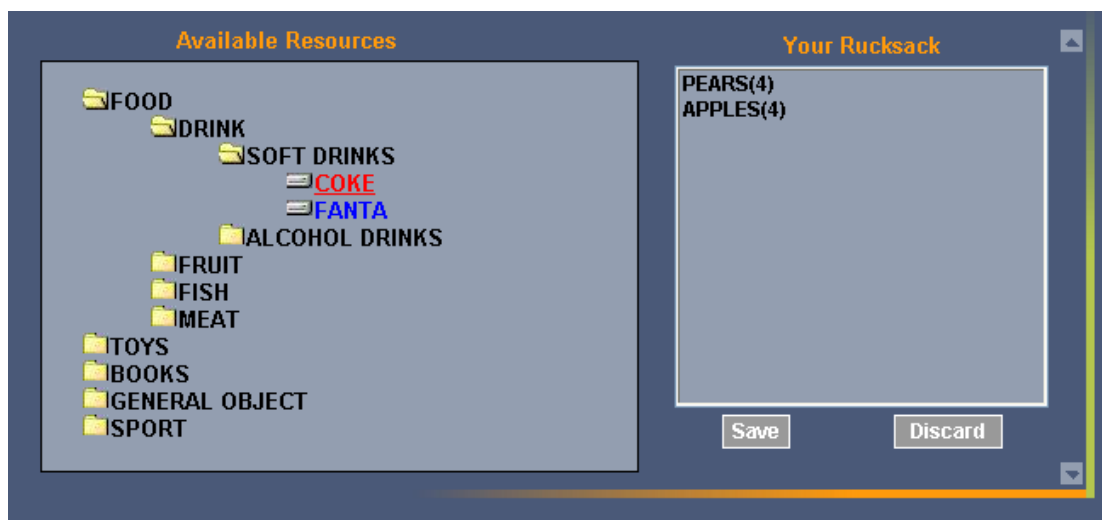 Available Resources
FOOD
DRINK
SOFT DRINKS
COKE
FANTA
ALCOHOL DRINKS
FRUIT
FISH
MEAT
TOYS
BOOKS
GENERAL OBJECT
SPORT
Your Rucksack
PEARS(4)
APPLES(4)
Save
Discard